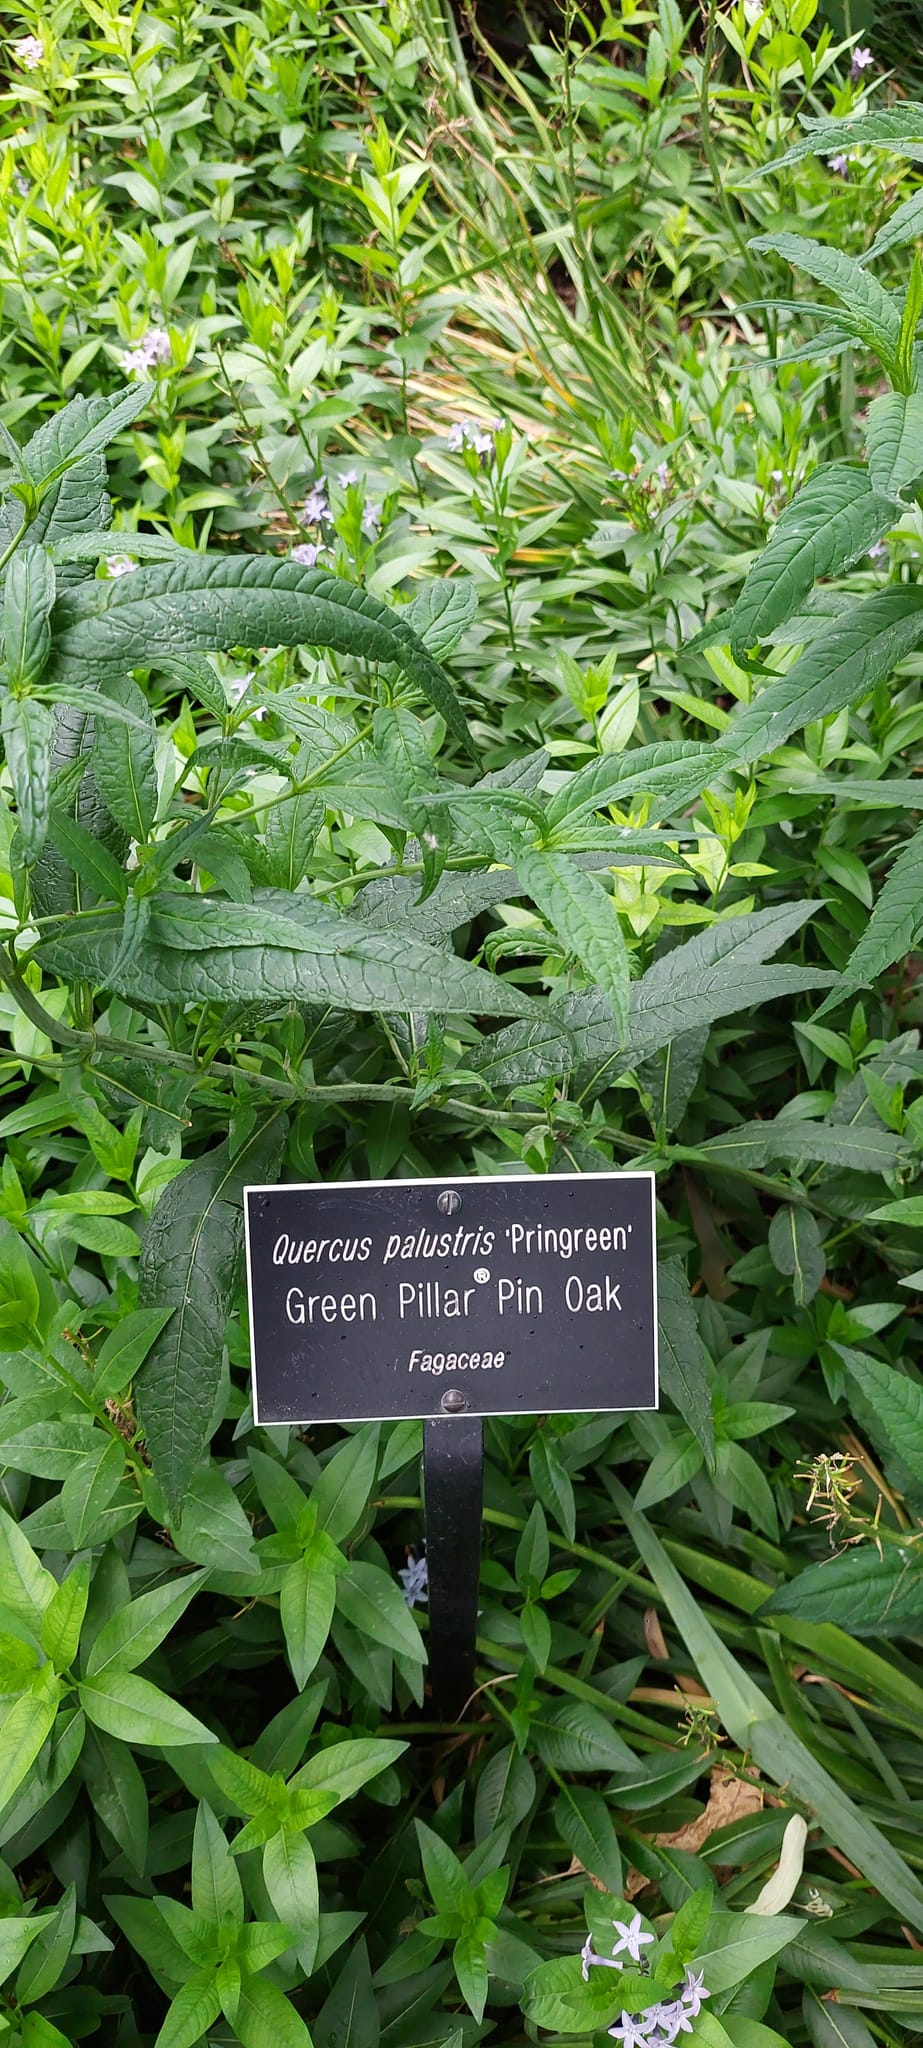 Quercus palustris 'Pringreen'
Green Pillar® Pin Oak
Fagaceae